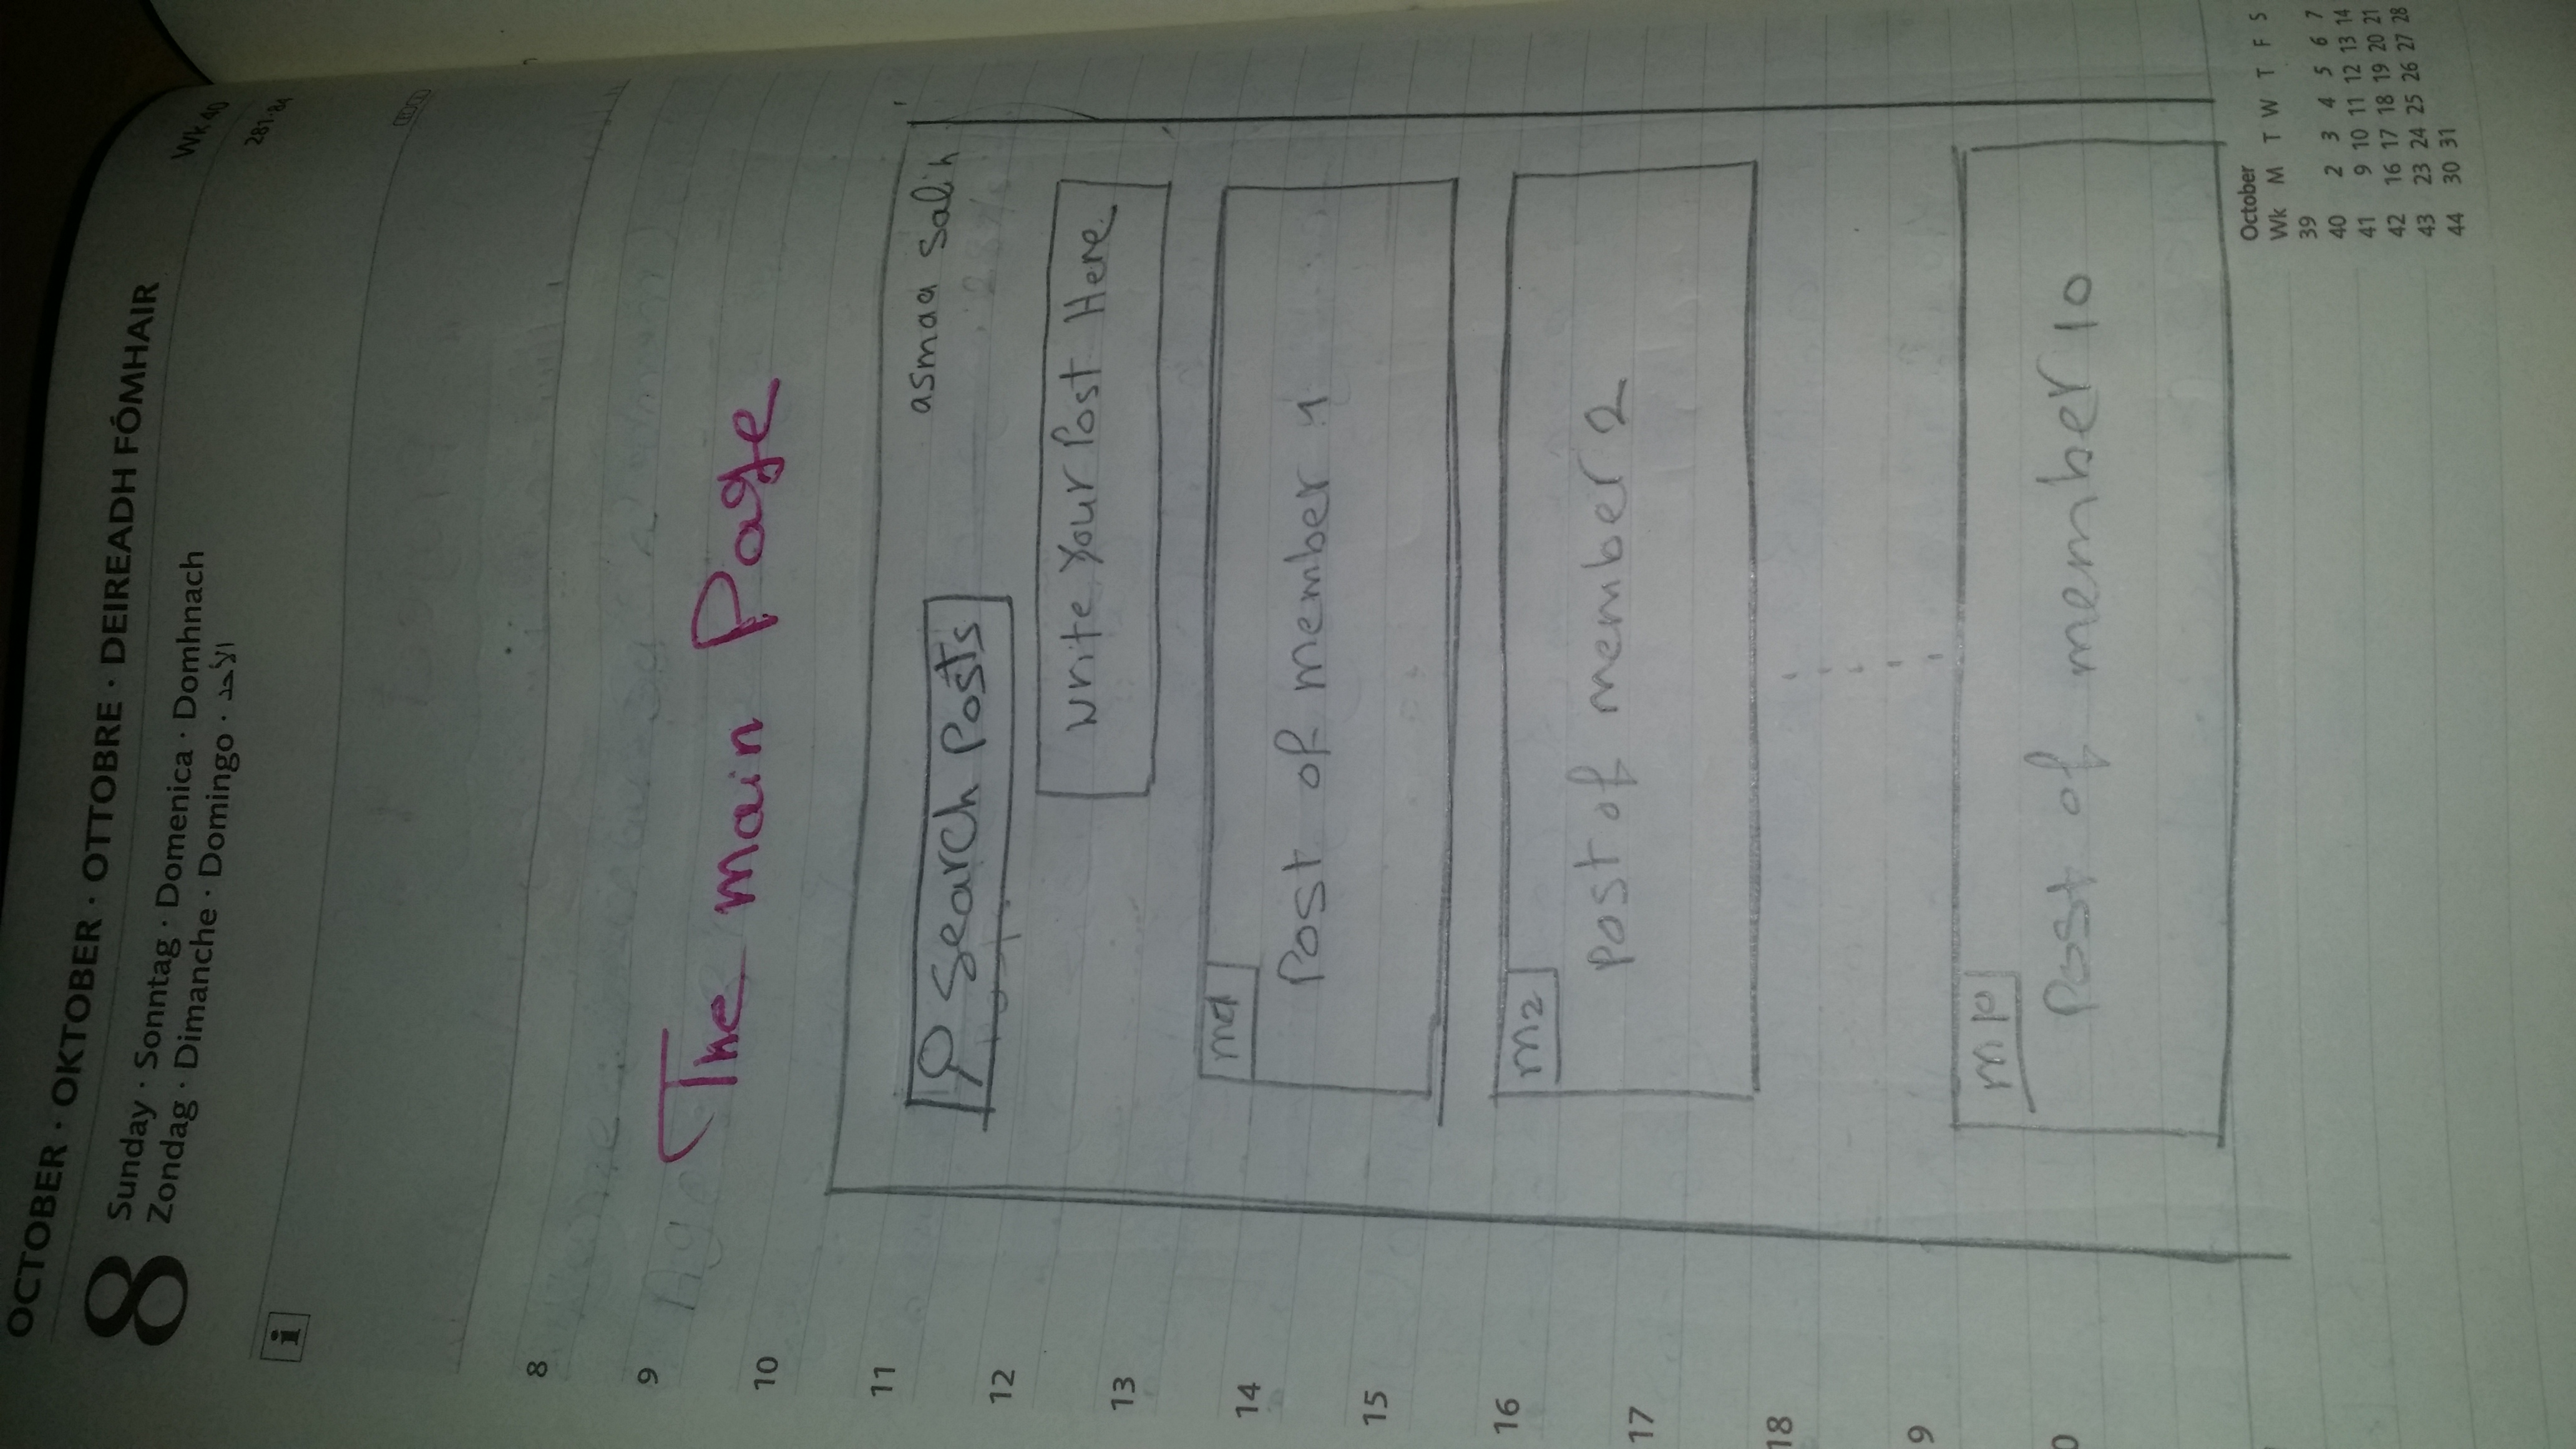 OCTOBER · OKTOBER · OTTOBRE · DEIREADH FÓMHAIR
8
Sunday · Sonntag · Domenica · Domhnach
Zondag · Dimanche · Domingo · الأحد
Wk 40
281-84
i
8
9
The main Page
10
11
asmaa salih
Search Posts
12
Write Your Post Here
13
m1
14
Post of member 1
15
16
m2
post of member 2
17
18
9
m10
0
Post of member 10
October
Wk M T W T F S
39
40 2 3 4 5 6 7
41 9 10 11 12 13 14
42 16 17 18 19 20 21
43 23 24 25 26 27 28
44 30 31